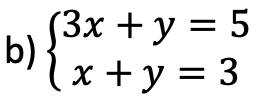 b) {3x + y = 5
x + y = 3